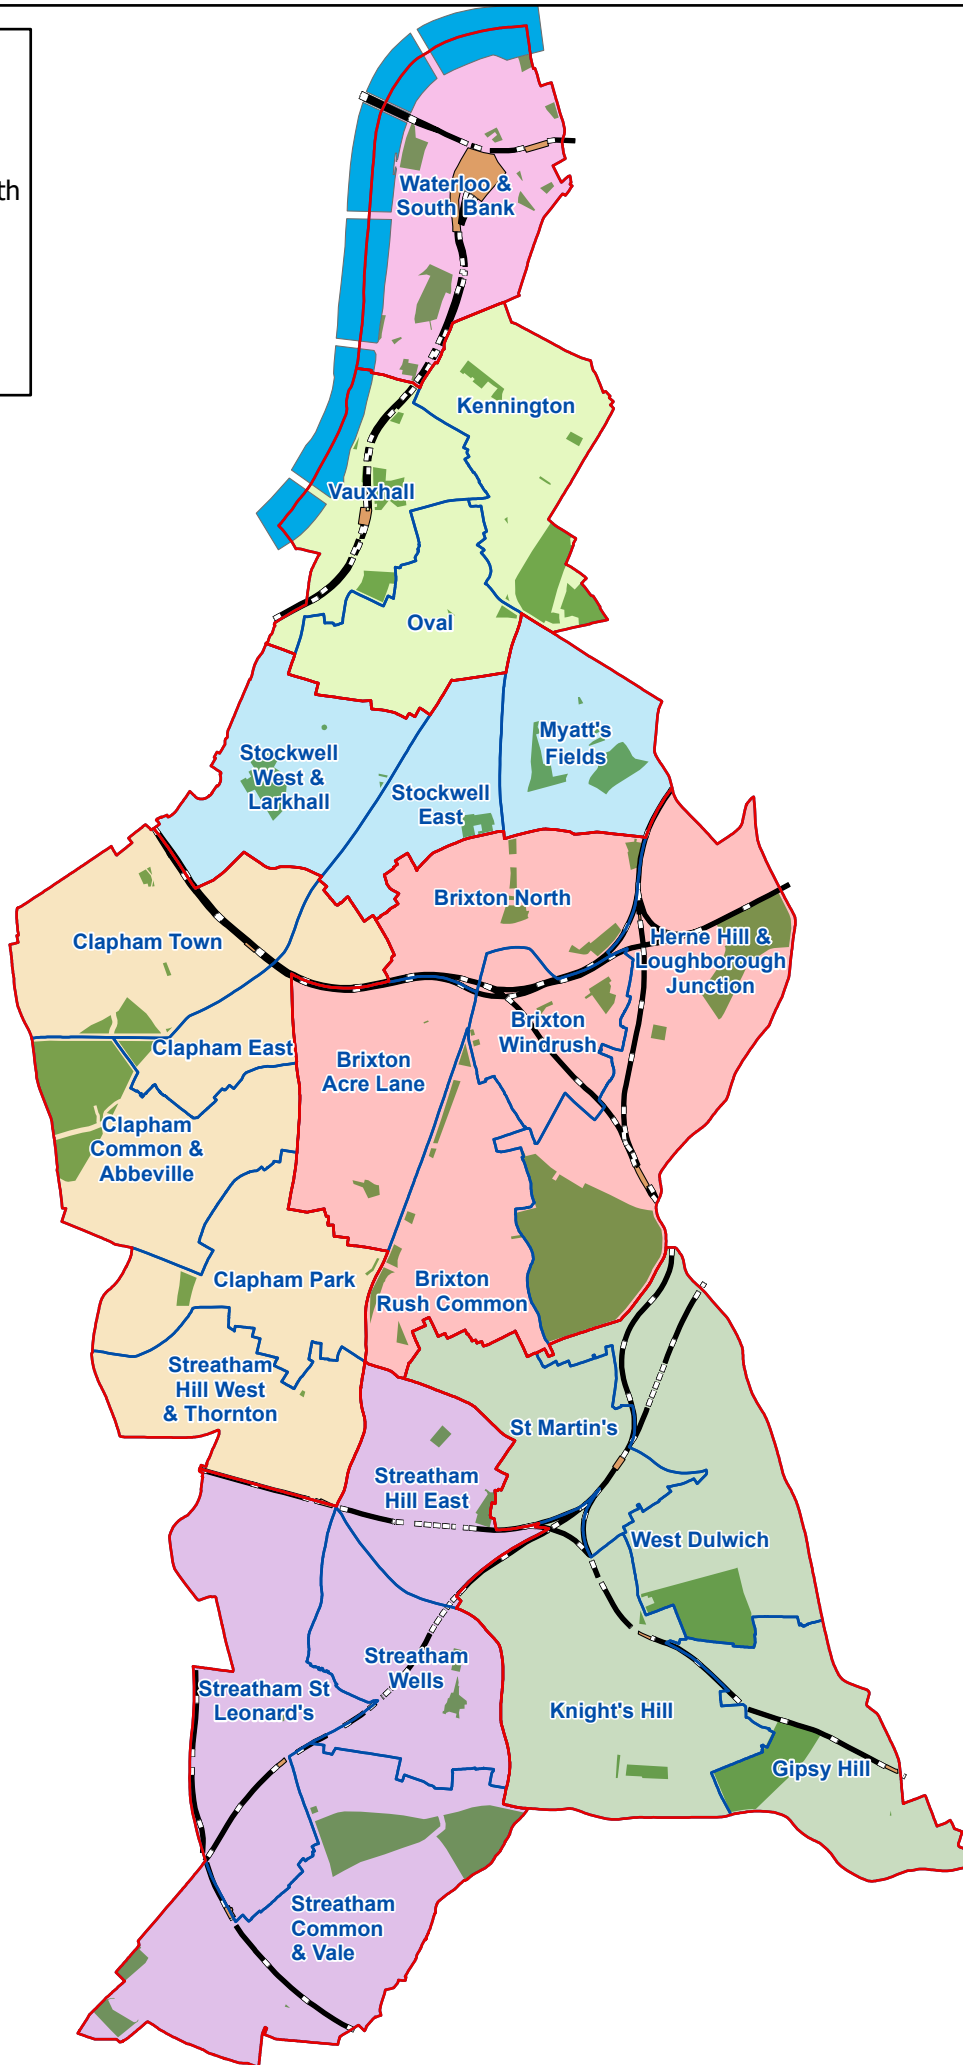 th
Waterloo &
South Bank
Kennington
Vauxhall
Oval
Myatt's
Fields
Stockwell
West &
Larkhall
Stockwell
East
Brixton North
Clapham Town
Herne Hill &
Loughborough
Junction
Brixton
Windrush
Clapham East
Brixton
Acre Lane
Clapham
Common &
Abbeville
Clapham Park
Brixton
Rush Common
Streatham
Hill West
& Thornton
St Martin's
Streatham
Hill East
West Dulwich
Streatham
Wells
Streatham St
Leonard's
Knight's Hill
Gipsy Hill
Streatham
Common
& Vale